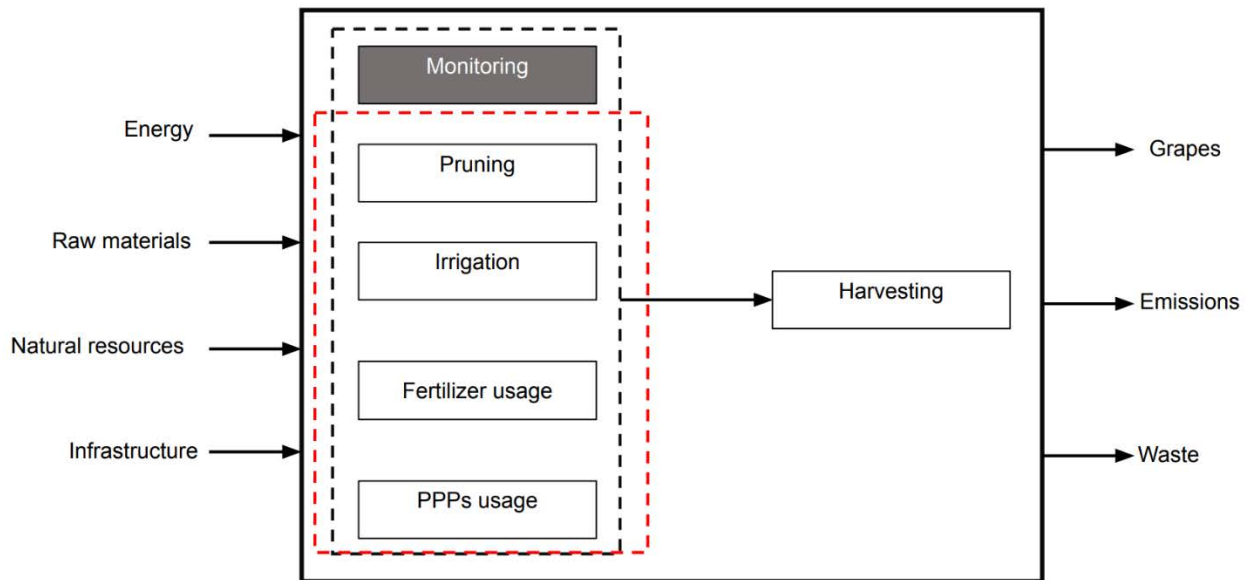 Monitoring
Energy
Pruning
Grapes
Raw materials
Irrigation
Harvesting
Emissions
Natural resources
Fertilizer usage
Infrastructure
Waste
PPPs usage